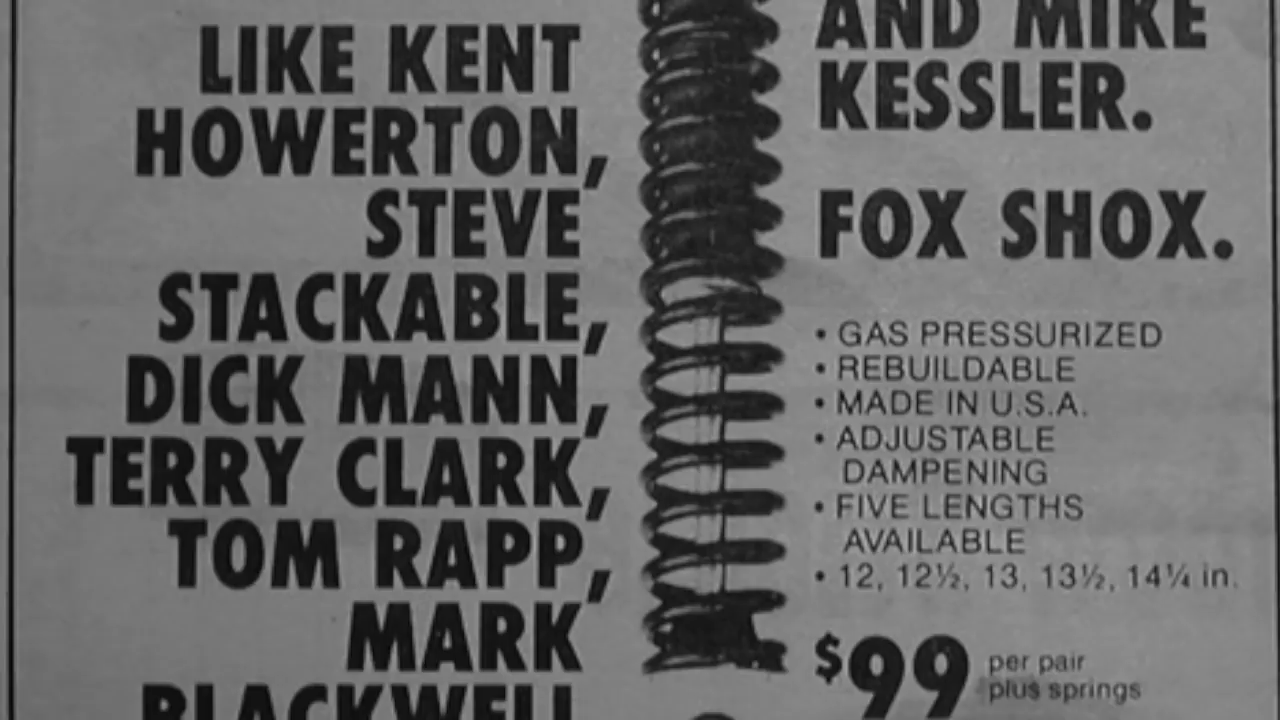 LIKE KENT
HOWERTON,
STEVE
STACKABLE,
DICK MANN,
TERRY CLARK,
TOM RAPP,
MARK
BLACKWELL
AND MIKE
KESSLER.
FOX SHOX.
• GAS PRESSURIZED
• REBUILDABLE
• MADE IN U.S.A.
• ADJUSTABLE
DAMPENING
• FIVE LENGTHS
AVAILABLE
• 12, 12½, 13, 13½, 14¼ in.
$99 per pair
plus springs